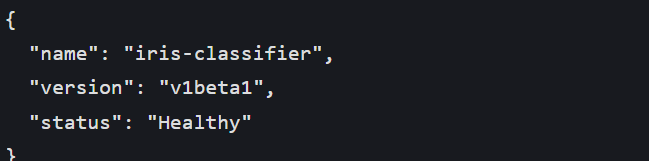 {
  "name": "iris-classifier",
  "version": "v1beta1",
  "status": "Healthy"
}